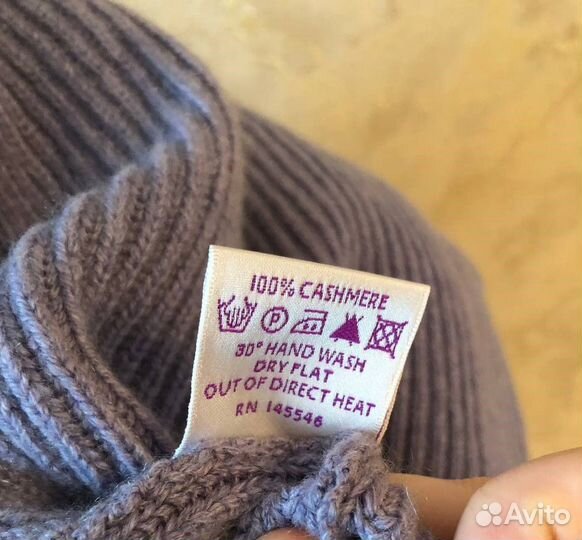 100% CASHMERE
P
30° HAND WASH
DRY FLAT
OUT OF DIRECT HEAT
RN 145546
Avito